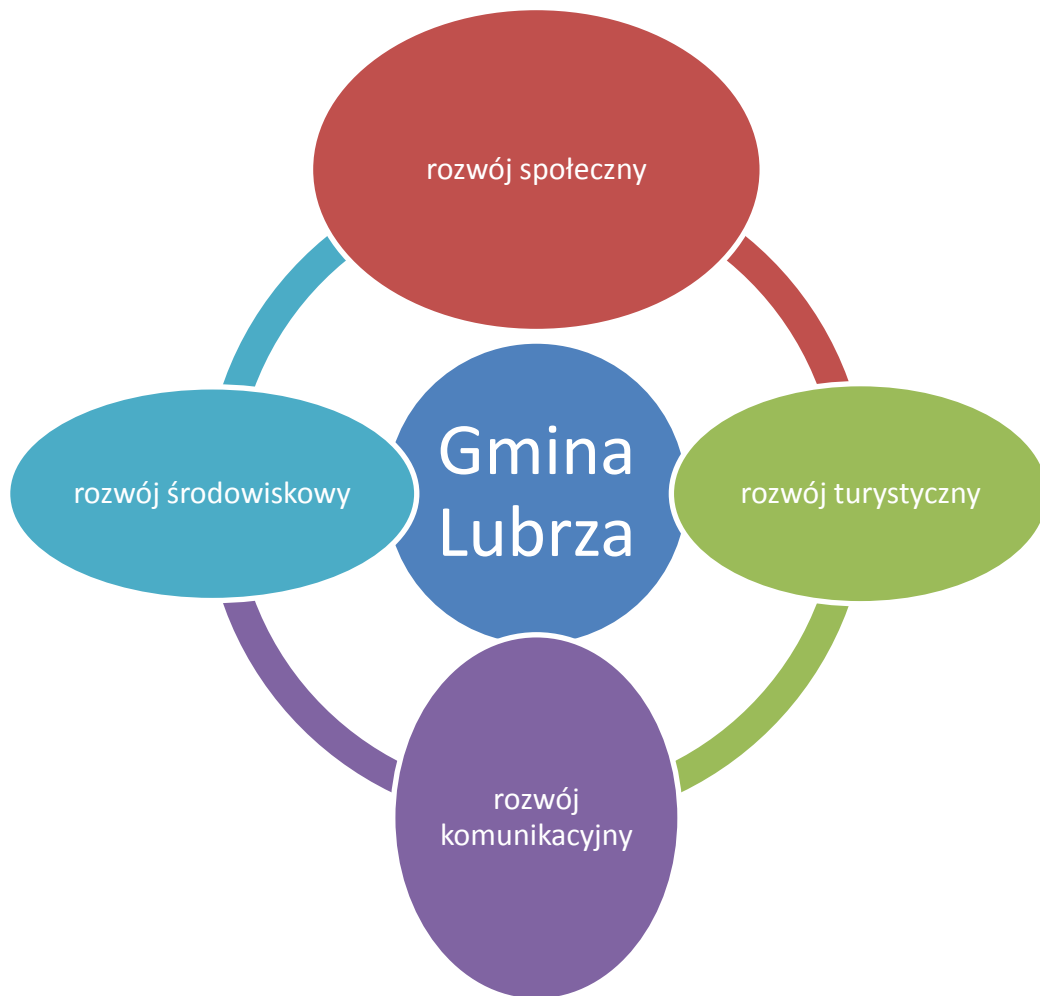 rozwój społeczny
Gmina
Lubrza
rozwój środowiskowy
rozwój turystyczny
rozwój
komunikacyjny